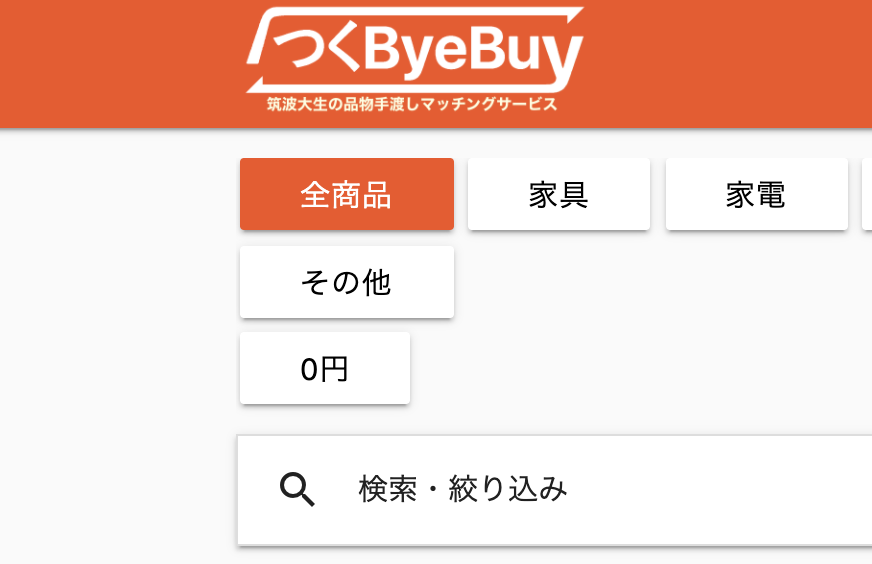 つくByeBuy
筑波大生の品物手渡しマッチングサービス
全商品 家具 家電
その他
0円
検索・絞り込み